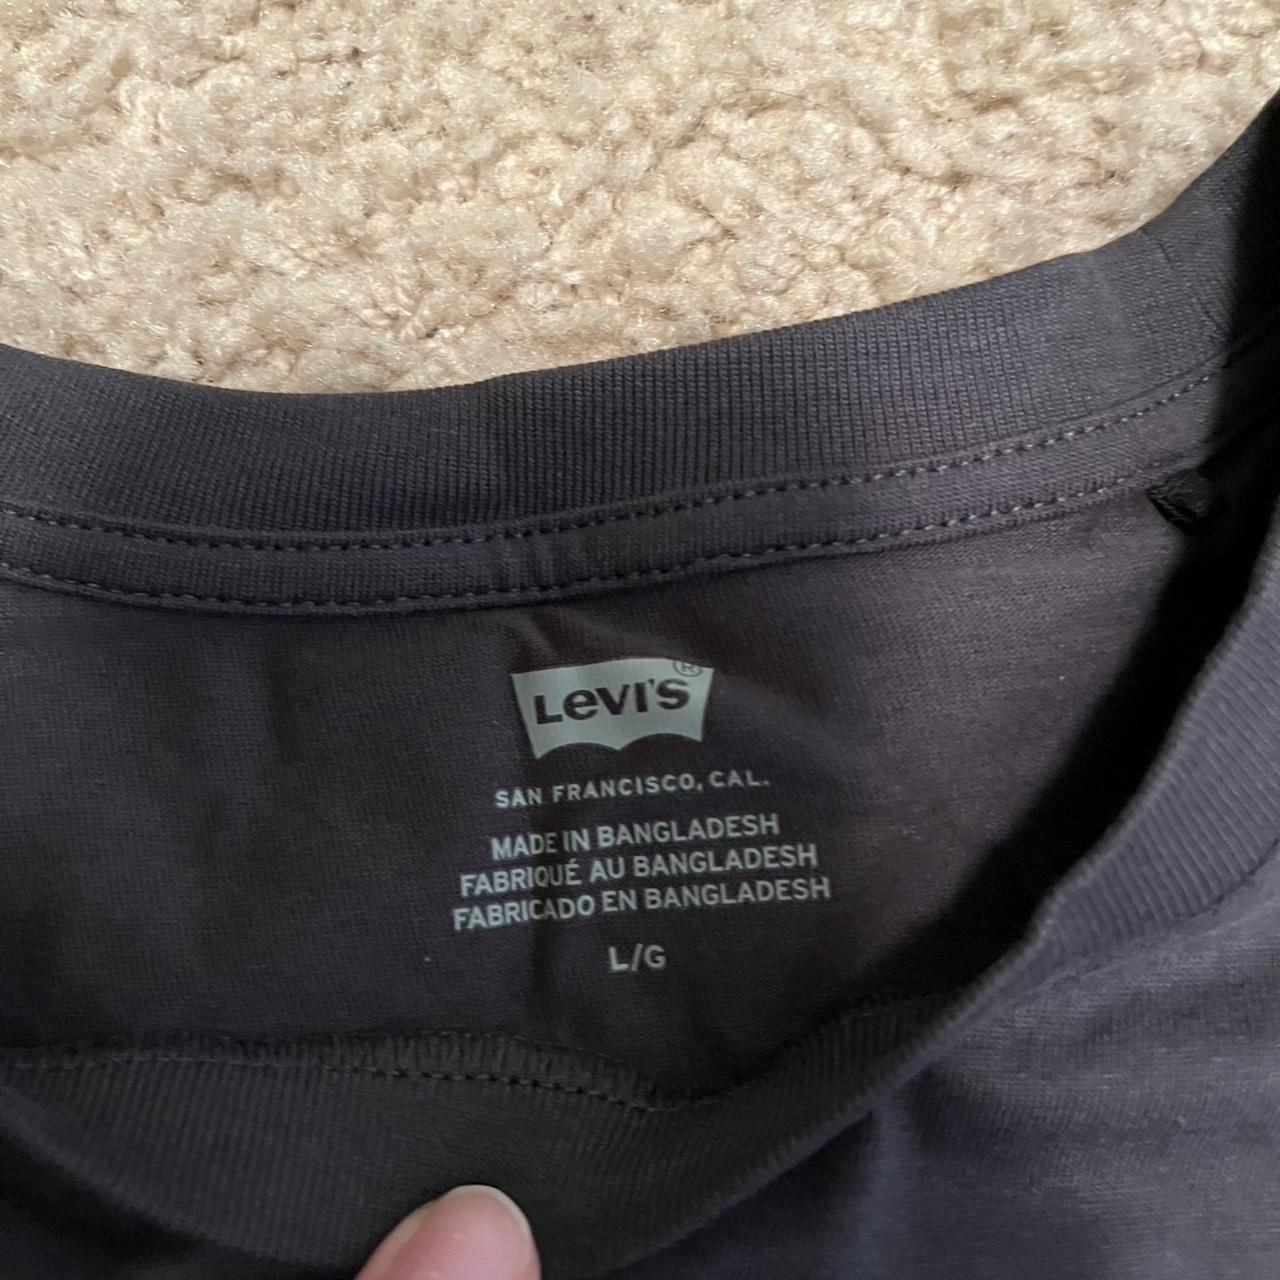 LEVI'S®
SAN FRANCISCO, CAL.
MADE IN BANGLADESH
FABRIQUÉ AU BANGLADESH
FABRICADO EN BANGLADESH
L/G